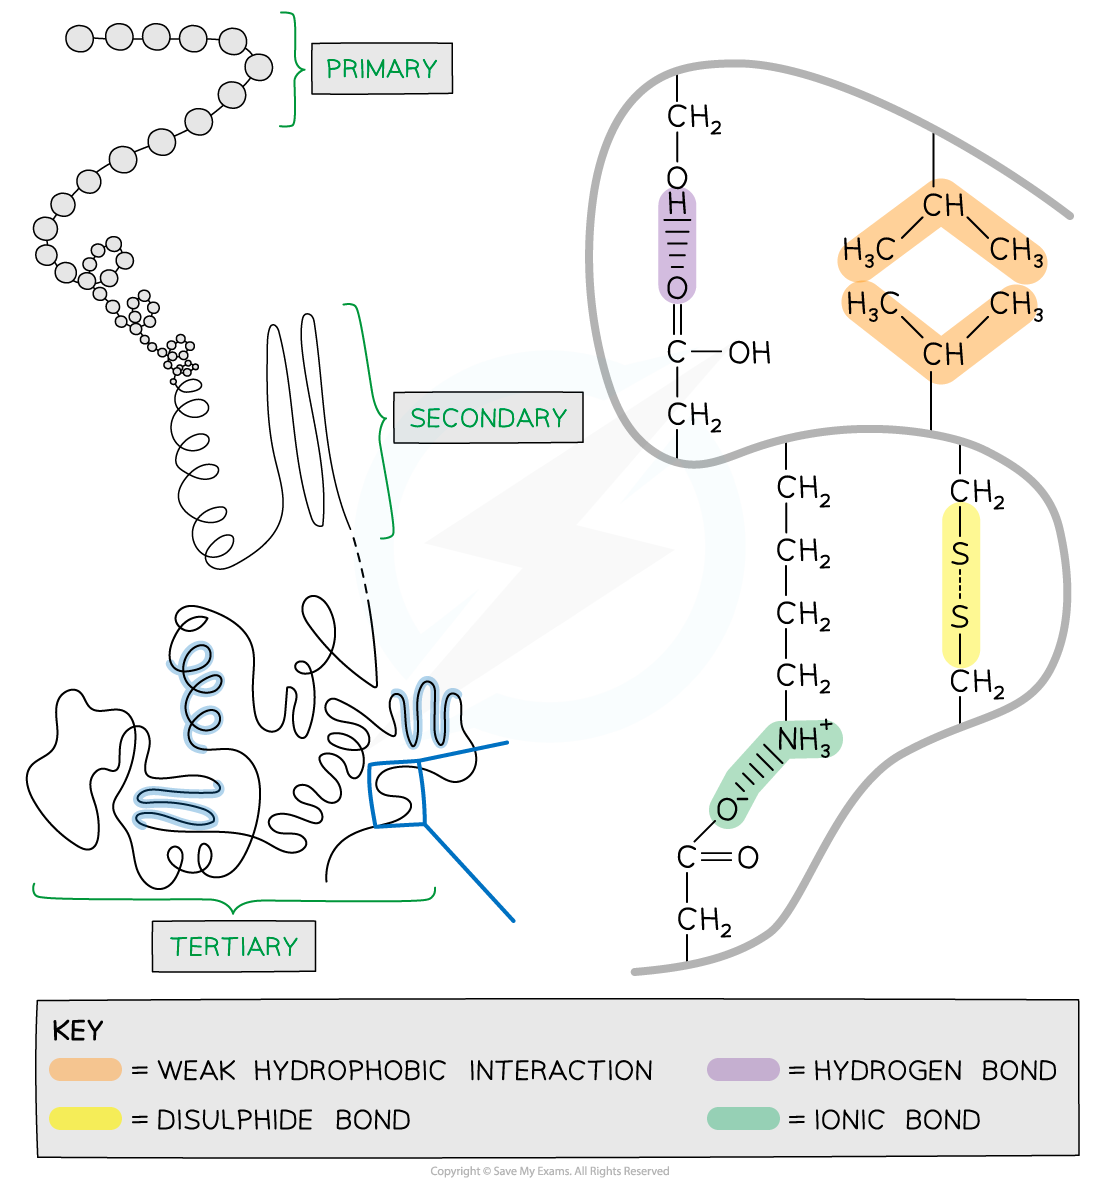 PRIMARY
SECONDARY
TERTIARY
CH₂
O
H
O
C—OH
CH₂
CH
H₃C CH₃
H₃C CH₃
CH
CH₂
CH₂
CH₂
CH₂
NH₃⁺
O
C=O
CH₂
CH₂
S
S
CH₂
KEY
= WEAK HYDROPHOBIC INTERACTION
= HYDROGEN BOND
= DISULPHIDE BOND
= IONIC BOND
Copyright © Save My Exams. All Rights Reserved